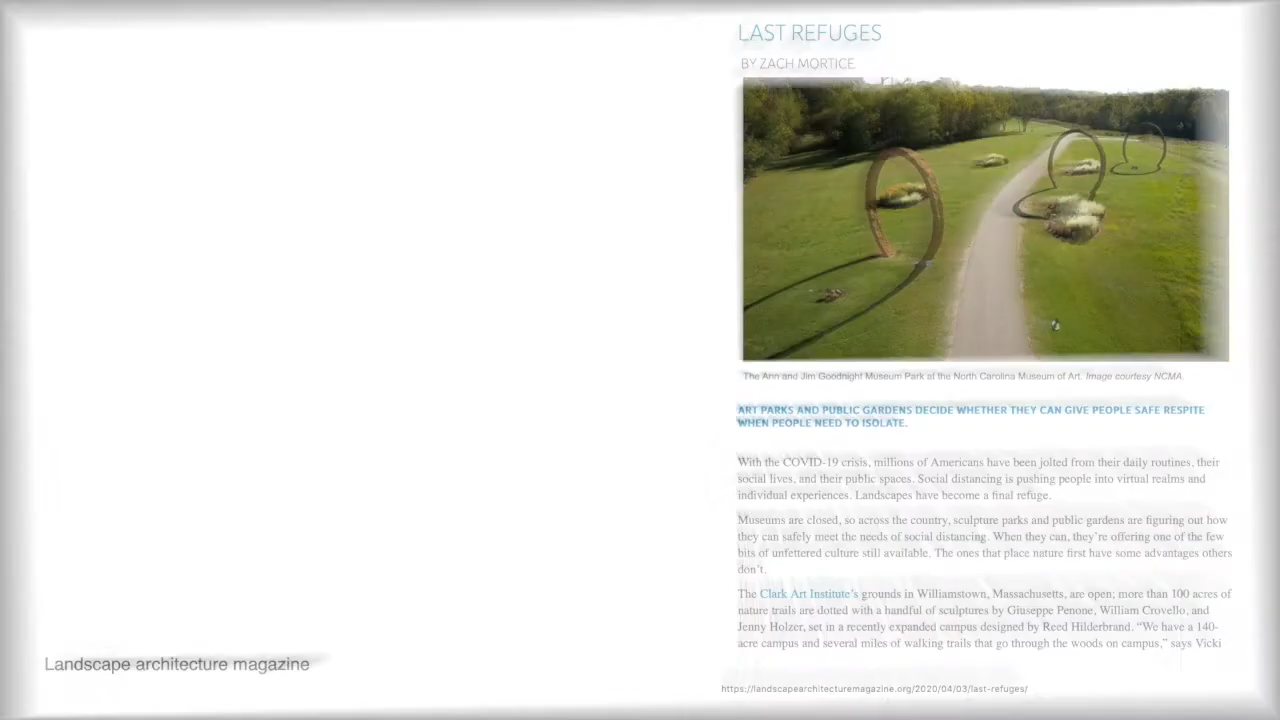 LAST REFUGES
BY ZACH MORTICE
The Ann and Jim Goodnight Museum Park at the North Carolina Museum of Art. Image courtesy NCMA.
ART PARKS AND PUBLIC GARDENS DECIDE WHETHER THEY CAN GIVE PEOPLE SAFE RESPITE
WHEN PEOPLE NEED TO ISOLATE.
With the COVID-19 crisis, millions of Americans have been jolted from their daily routines, their
social lives, and their public spaces. Social distancing is pushing people into virtual realms and
individual experiences. Landscapes have become a final refuge.
Museums are closed, so across the country, sculpture parks and public gardens are figuring out how
they can safely meet the needs of social distancing. When they can, they’re offering one of the few
bits of unfettered culture still available. The ones that place nature first have some advantages others
don’t.
The Clark Art Institute’s grounds in Williamstown, Massachusetts, are open; more than 100 acres of
nature trails are dotted with a handful of sculptures by Giuseppe Penone, William Crovello, and
Jenny Holzer, set in a recently expanded campus designed by Reed Hilderbrand. “We have a 140-
acre campus and several miles of walking trails that go through the woods on campus,” says Vicki
Landscape architecture magazine
https://landscapearchitecturemagazine.org/2020/04/03/last-refuges/